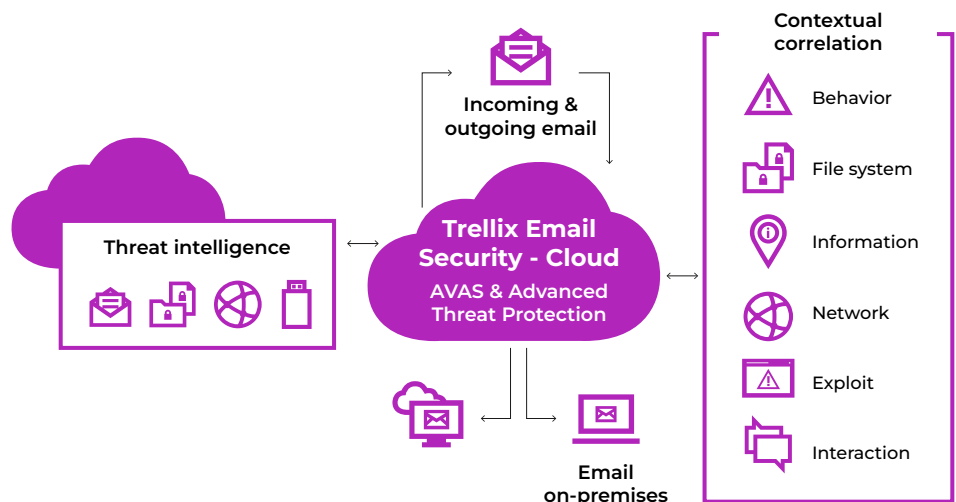 Incoming &
outgoing email
Threat intelligence
Trellix Email
Security - Cloud
AVAS & Advanced
Threat Protection
Email
on-premises
Contextual
correlation
Behavior
File system
Information
Network
Exploit
Interaction